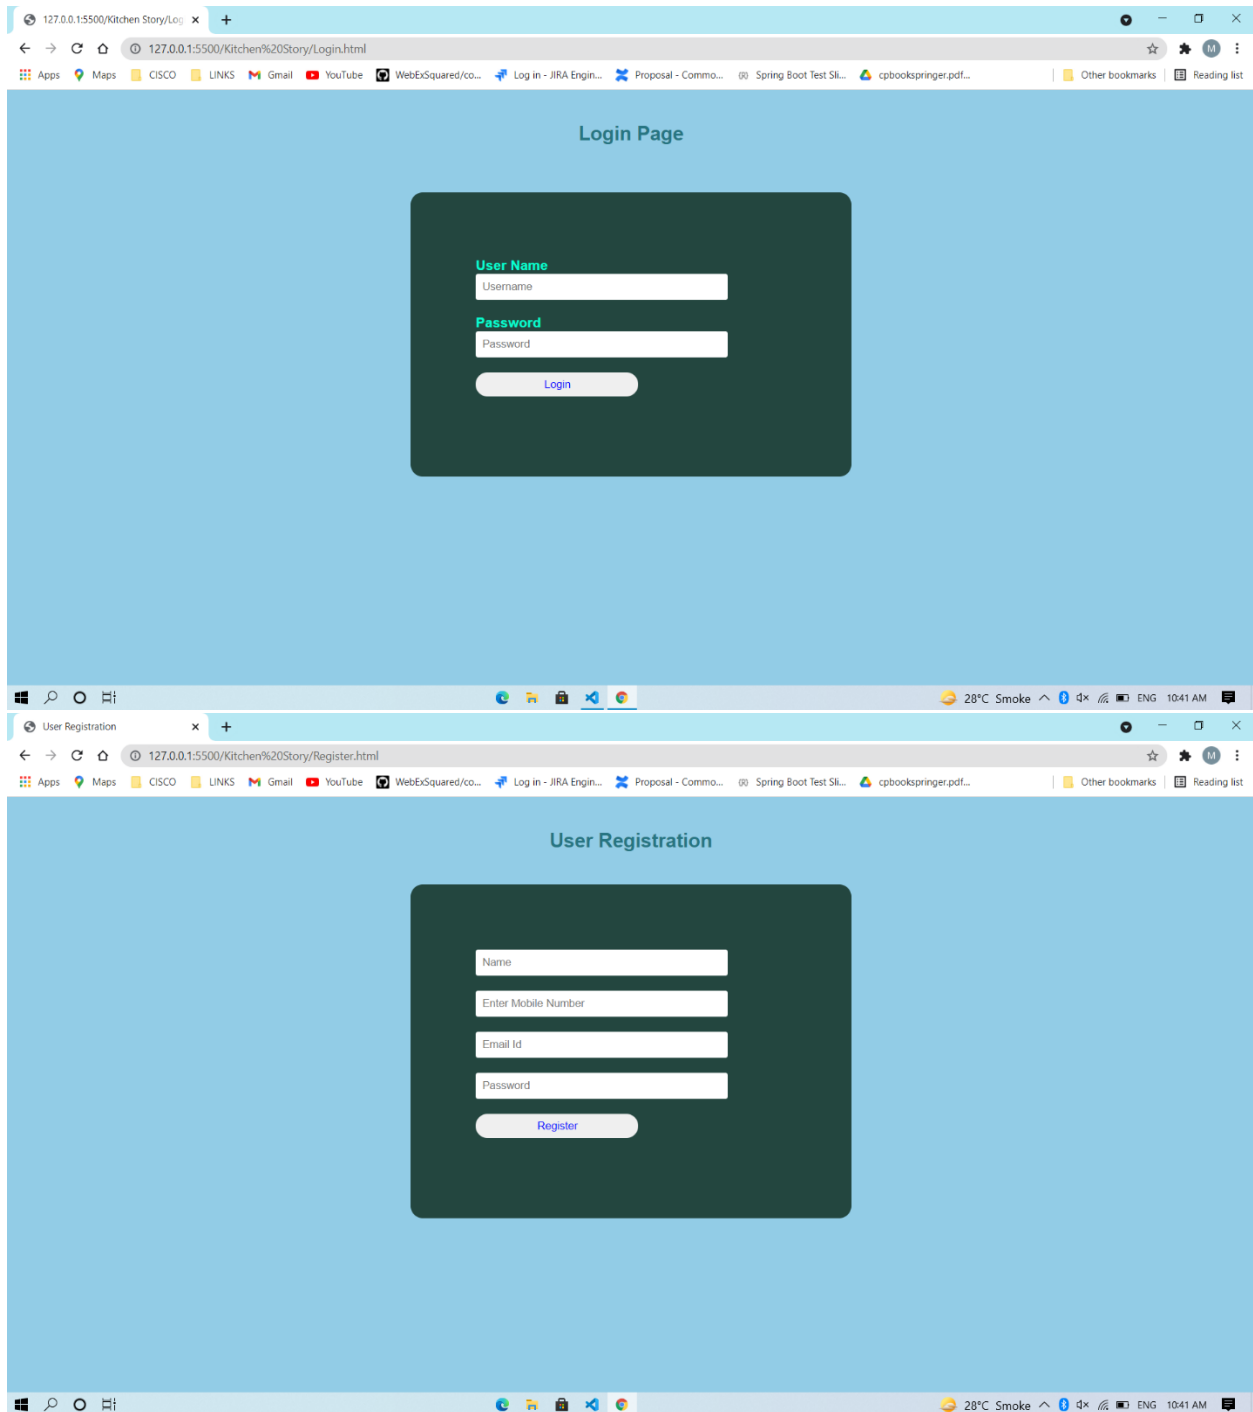 127.0.0.1:5500/Kitchen Story/Log
127.0.0.1:5500/Kitchen%20Story/Login.html
M
Apps Maps CISCO LINKS Gmail YouTube WebExSquared/co... Log in - JIRA Engin... Proposal - Commo... Spring Boot Test Sli... cpbookspringer.pdf... Other bookmarks Reading list
Login Page
User Name
Username
Password
Password
Login
28°C Smoke ENG 10:41 AM
User Registration
127.0.0.1:5500/Kitchen%20Story/Register.html
M
Apps Maps CISCO LINKS Gmail YouTube WebExSquared/co... Log in - JIRA Engin... Proposal - Commo... Spring Boot Test Sli... cpbookspringer.pdf... Other bookmarks Reading list
User Registration
Name
Enter Mobile Number
Email Id
Password
Register
28°C Smoke ENG 10:41 AM